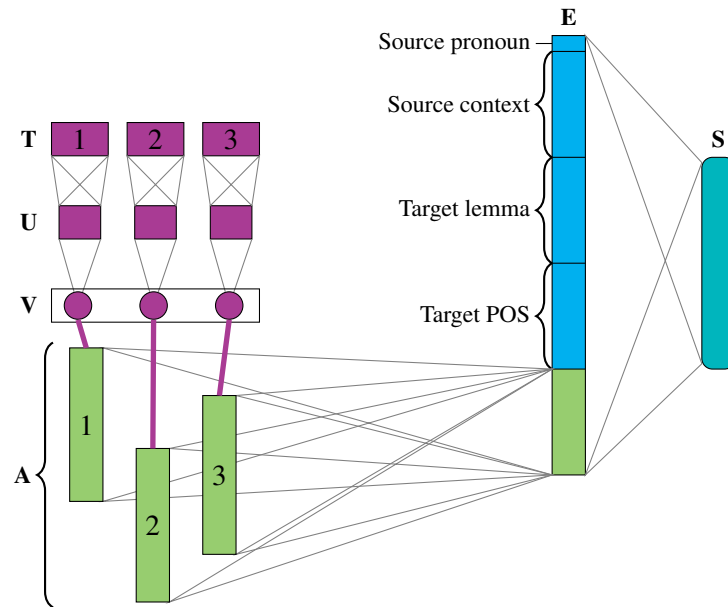 E
Source pronoun
Source context
Target lemma
Target POS
S
T
1 2 3
U
V
A
1
2
3